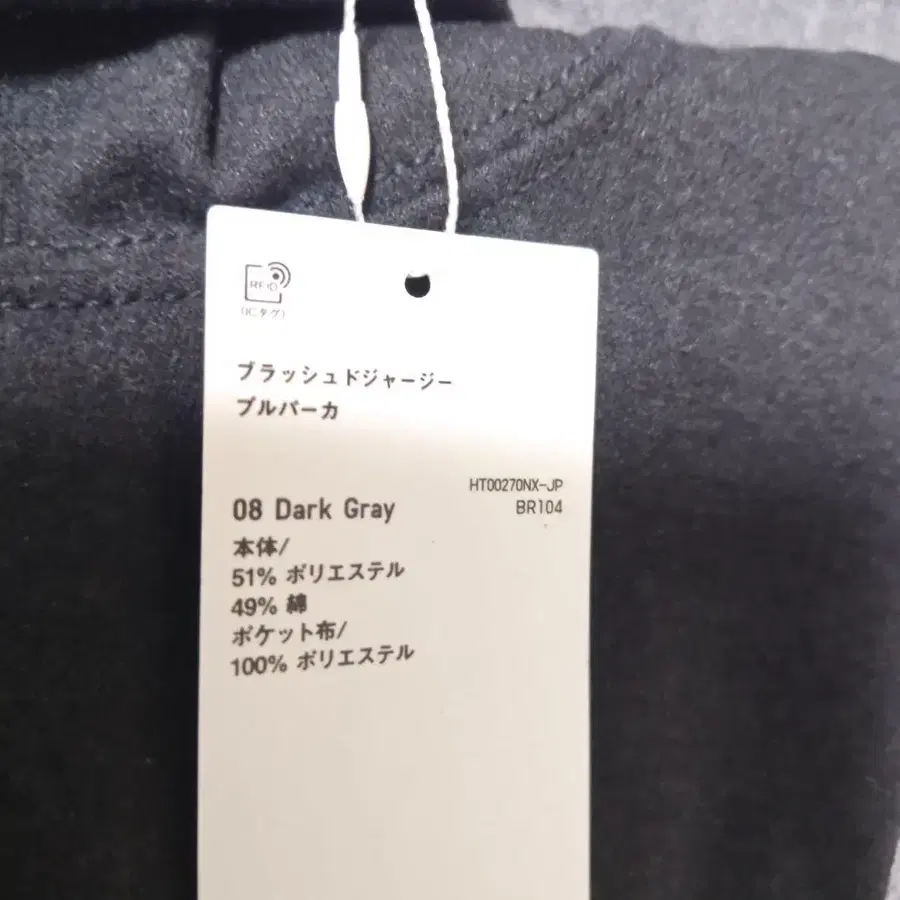 RFID
(ICタグ)
ブラッシュドジャージー
プルパーカ
HT00270NX-JP
08 Dark Gray
BR104
本体/
51% ポリエステル
49% 綿
ポケット布/
100% ポリエステル